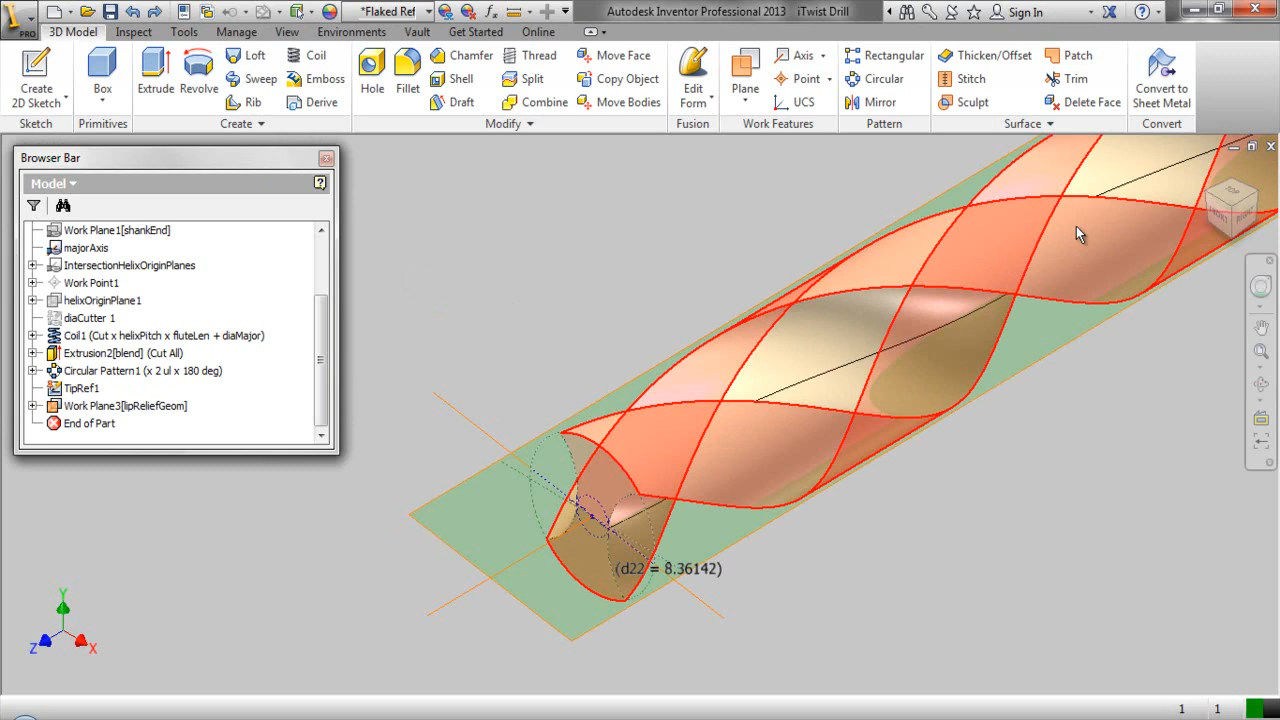 PRO
*Flaked Ref
Autodesk Inventor Professional 2013 iTwist Drill
Sign In
3D Model Inspect Tools Manage View Environments Vault Get Started Online
Create
2D Sketch
Box
Extrude
Revolve
Loft
Sweep
Rib
Coil
Emboss
Derive
Hole
Fillet
Chamfer
Shell
Draft
Thread
Split
Combine
Move Face
Copy Object
Move Bodies
Edit
Form
Plane
Axis
Point
UCS
Rectangular
Circular
Mirror
Thicken/Offset
Stitch
Sculpt
Patch
Trim
Delete Face
Convert to
Sheet Metal
Sketch Primitives Create Modify Fusion Work Features Pattern Surface Convert
Browser Bar
Model
Work Plane1[shankEnd]
majorAxis
IntersectionHelixOriginPlanes
Work Point1
helixOriginPlane1
diaCutter 1
Coil1 (Cut x helixPitch x fluteLen + diaMajor)
Extrusion2[blend] (Cut All)
Circular Pattern1 (x 2 ul x 180 deg)
TipRef1
Work Plane3[lipReliefGeom]
End of Part
TOP
FRONT
RIGHT
(d22 = 8.36142)
Y
Z
X
1 1